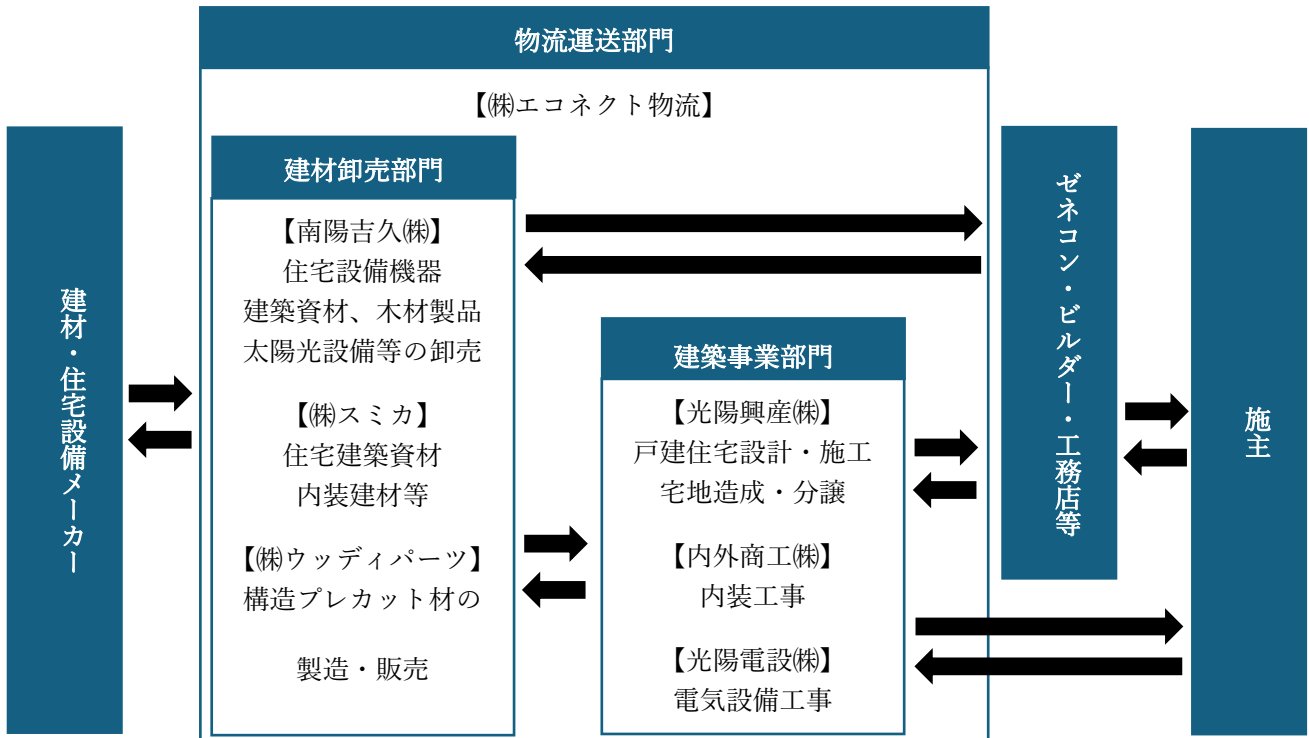 物流運送部門
【㈱エコネクト物流】
建材・住宅設備メーカー
建材卸売部門
【南陽吉久㈱】
住宅設備機器
建築資材、木材製品
太陽光設備等の卸売
【㈱スミカ】
住宅建築資材
内装建材等
【㈱ウッディパーツ】
構造プレカット材の
製造・販売
建築事業部門
【光陽興産㈱】
戸建住宅設計・施工
宅地造成・分譲
【内外商工㈱】
内装工事
【光陽電設㈱】
電気設備工事
ゼネコン・ビルダー・工務店等
施主